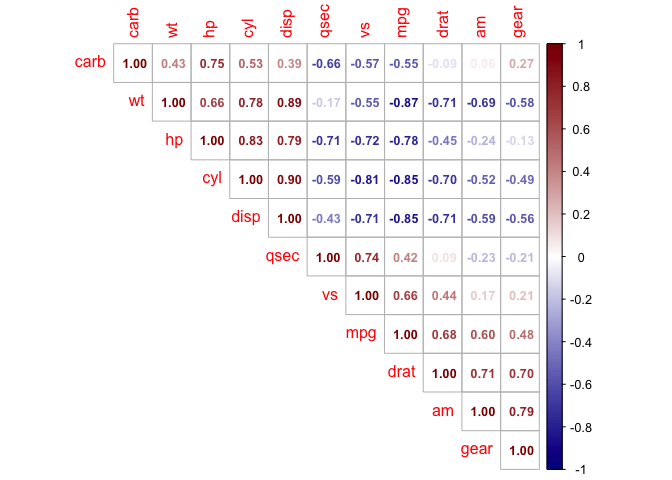 carb wt hp cyl disp qsec vs mpg drat am gear
carb 1.00 0.43 0.75 0.53 0.39 -0.66 -0.57 -0.55 -0.09 0.06 0.27
wt 1.00 0.66 0.78 0.89 -0.17 -0.55 -0.87 -0.71 -0.69 -0.58
hp 1.00 0.83 0.79 -0.71 -0.72 -0.78 -0.45 -0.24 -0.13
cyl 1.00 0.90 -0.59 -0.81 -0.85 -0.70 -0.52 -0.49
disp 1.00 -0.43 -0.71 -0.85 -0.71 -0.59 -0.56
qsec 1.00 0.74 0.42 0.09 -0.23 -0.21
vs 1.00 0.66 0.44 0.17 0.21
mpg 1.00 0.68 0.60 0.48
drat 1.00 0.71 0.70
am 1.00 0.79
gear 1.00
1
0.8
0.6
0.4
0.2
0
-0.2
-0.4
-0.6
-0.8
-1